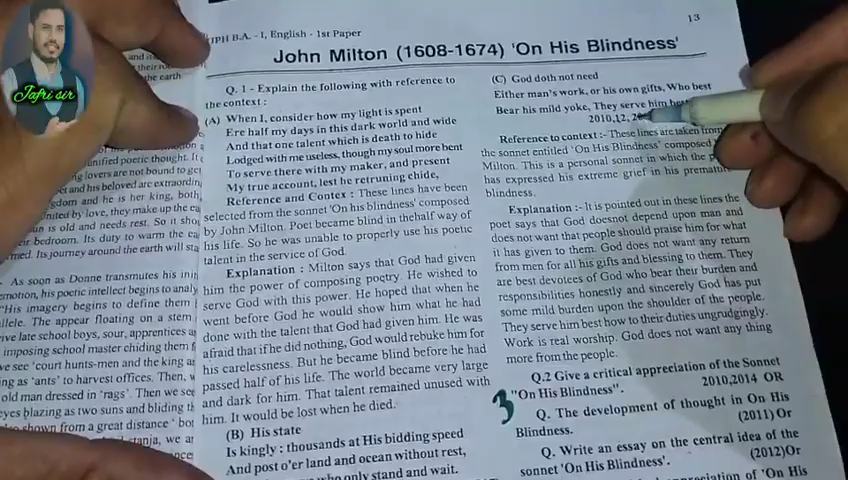 Jafri sir
and it
their ro
the earth
unified poetic thought. It
ng lovers are not bound to ge
et and his beloved are extraordin
gdom and he is her king, both
nited by love, they make up the ea
un is old and needs rest. So it sho
eir bedroom. Its duty to warm the ea
med. Its journey around the earth will sta
As soon as Donne transmutes his
emotion, his poetic intellect begins to analy
"His imagery begins to define them
allele. The appear floating on a stem
ive late school boys, sour, apprentices a
imposing school master chiding them f
we see 'court hunts-men and the king as
ng as 'ants' to harvest offices. Then, w
old man dressed in 'rags'. Then we see
eyes blazing as two suns and bliding th
shown from a great distance' bo
stanja, we ar
JPH B.A. - I, English - 1st Paper
13
John Milton (1608-1674) 'On His Blindness'
Q. 1 - Explain the following with reference to
the context :
(A) When I, consider how my light is spent
Ere half my days in this dark world and wide
And that one talent which is death to hide
Lodged with me useless, though my soul more bent
To serve there with my maker, and present
My true account, lest he retruning chide,
Reference and Contex : These lines have been
selected from the sonnet 'On his blindness' composed
by John Milton. Poet became blind in thehalf way of
his life. So he was unable to properly use his poetic
talent in the service of God.
Explanation : Milton says that God had given
him the power of composing poetry. He wished to
serve God with this power. He hoped that when he
went before God he would show him what he had
done with the talent that God had given him. He was
afraid that if he did nothing, God would rebuke him for
his carelessness. But he became blind before he had
passed half of his life. The world became very large
and dark for him. That talent remained unused with
him. It would be lost when he died.
(B) His state
Is kingly : thousands at His bidding speed
And post o'er land and ocean without rest,
who only stand and wait.
(C) God doth not need
Either man's work, or his own gifts, Who best
Bear his mild yoke, They serve him best
2010,12,
Reference to context :- These lines are taken from
the sonnet entitled 'On His Blindness' composed
Milton. This is a personal sonnet in which the p
has expressed his extreme grief in his prematur
blindness.
Explanation :- It is pointed out in these lines the
poet says that God doesnot depend upon man and
does not want that people should praise him for what
it has given to them. God does not want any return
from men for all his gifts and blessing to them. They
are best devotees of God who bear their burden and
responsibilities honestly and sincerely God has put
some mild burden upon the shoulder of the people.
They serve him best how to their duties ungrudgingly.
Work is real worship. God does not want any thing
more from the people.
Q.2 Give a critical appreciation of the Sonnet
3 "On His Blindness". 2010,2014 OR
Q. The development of thought in On His
Blindness. (2011)Or
Q. Write an essay on the central idea of the
sonnet 'On His Blindness'. (2012)Or
appreciation of 'On His